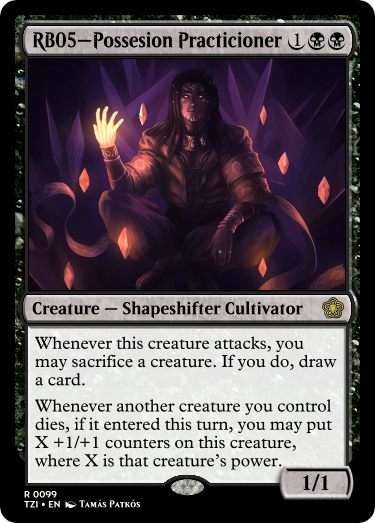 RB05—Possesion Practicioner 1
Creature — Shapeshifter Cultivator
Whenever this creature attacks, you
may sacrifice a creature. If you do, draw
a card.
Whenever another creature you control
dies, if it entered this turn, you may put
X +1/+1 counters on this creature,
where X is that creature's power.
1/1
R 0099
TZI • EN Tamás Patkós